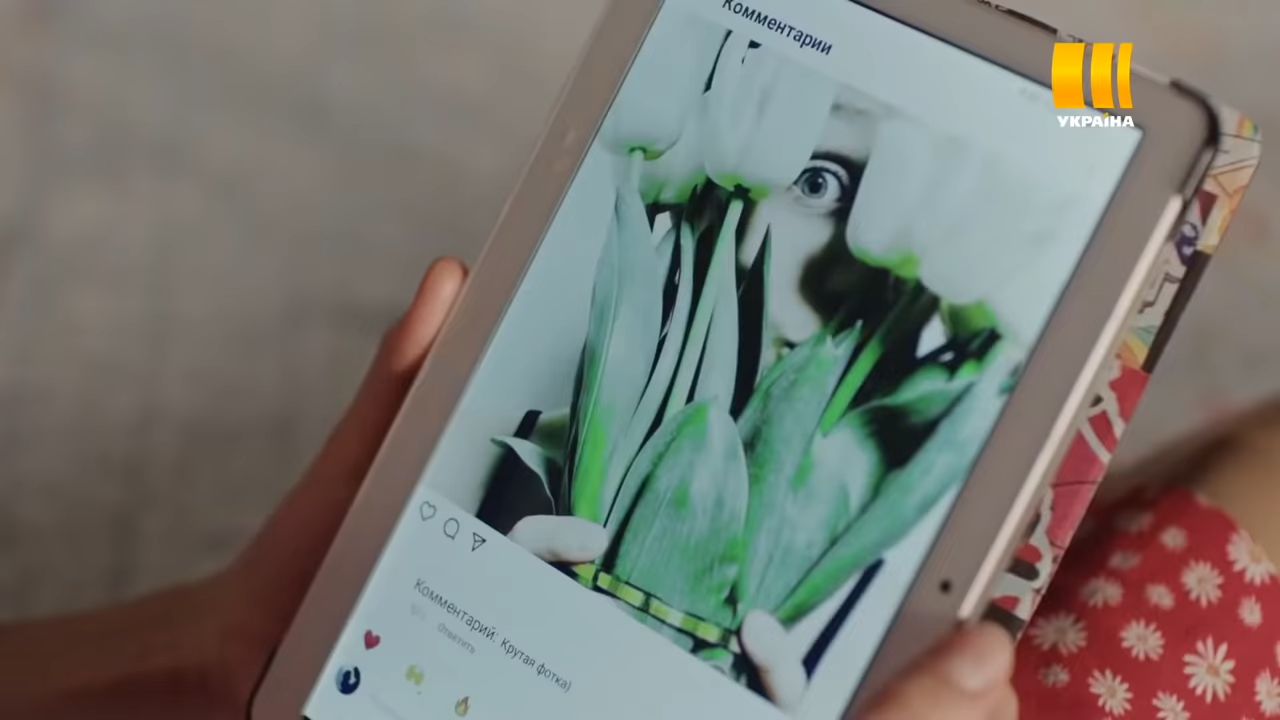 Комментарии
УКРАЇНА
Комментарий: Крутая фотка)
Ответить